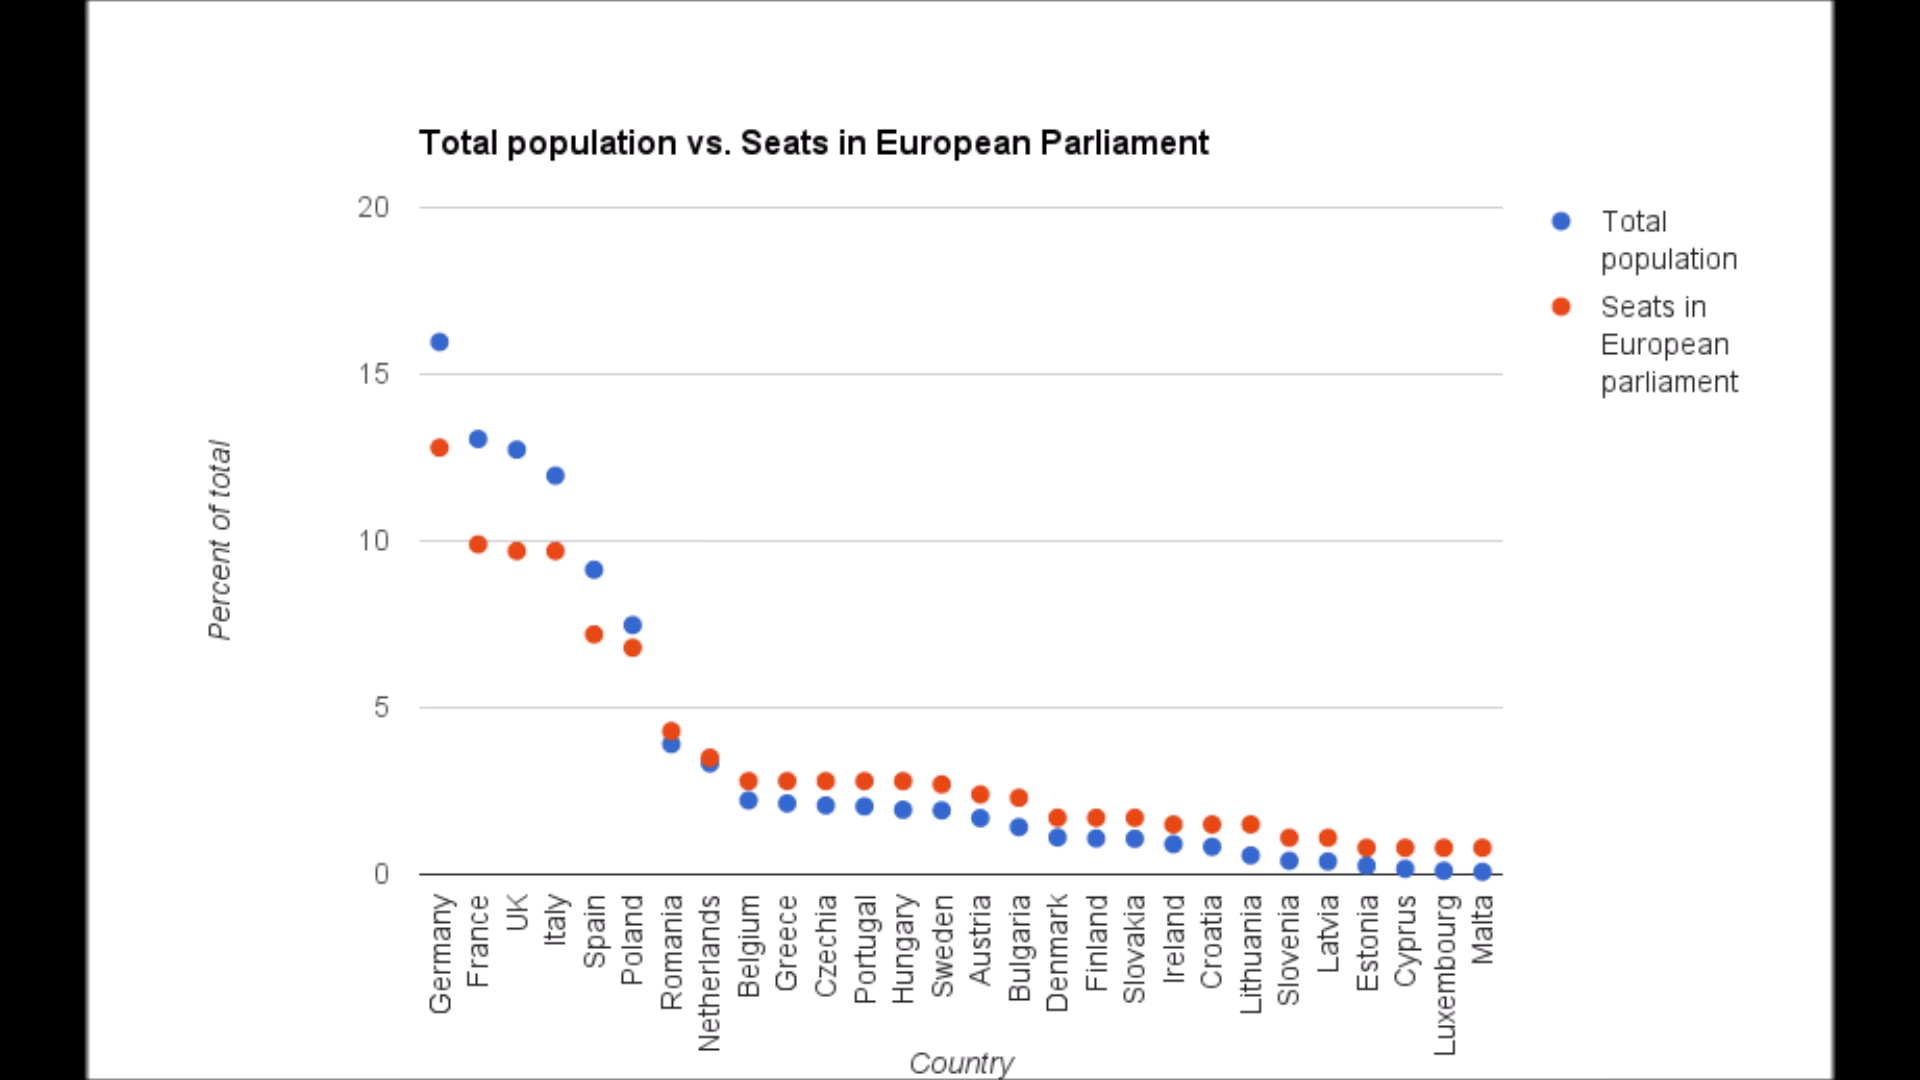 Total population vs. Seats in European Parliament
20
15
10
5
0
Percent of total
Total
population
Seats in
European
parliament
Germany
France
UK
Italy
Spain
Poland
Romania
Netherlands
Belgium
Greece
Czechia
Portugal
Hungary
Sweden
Austria
Bulgaria
Denmark
Finland
Slovakia
Ireland
Croatia
Lithuania
Slovenia
Latvia
Estonia
Cyprus
Luxembourg
Malta
Country